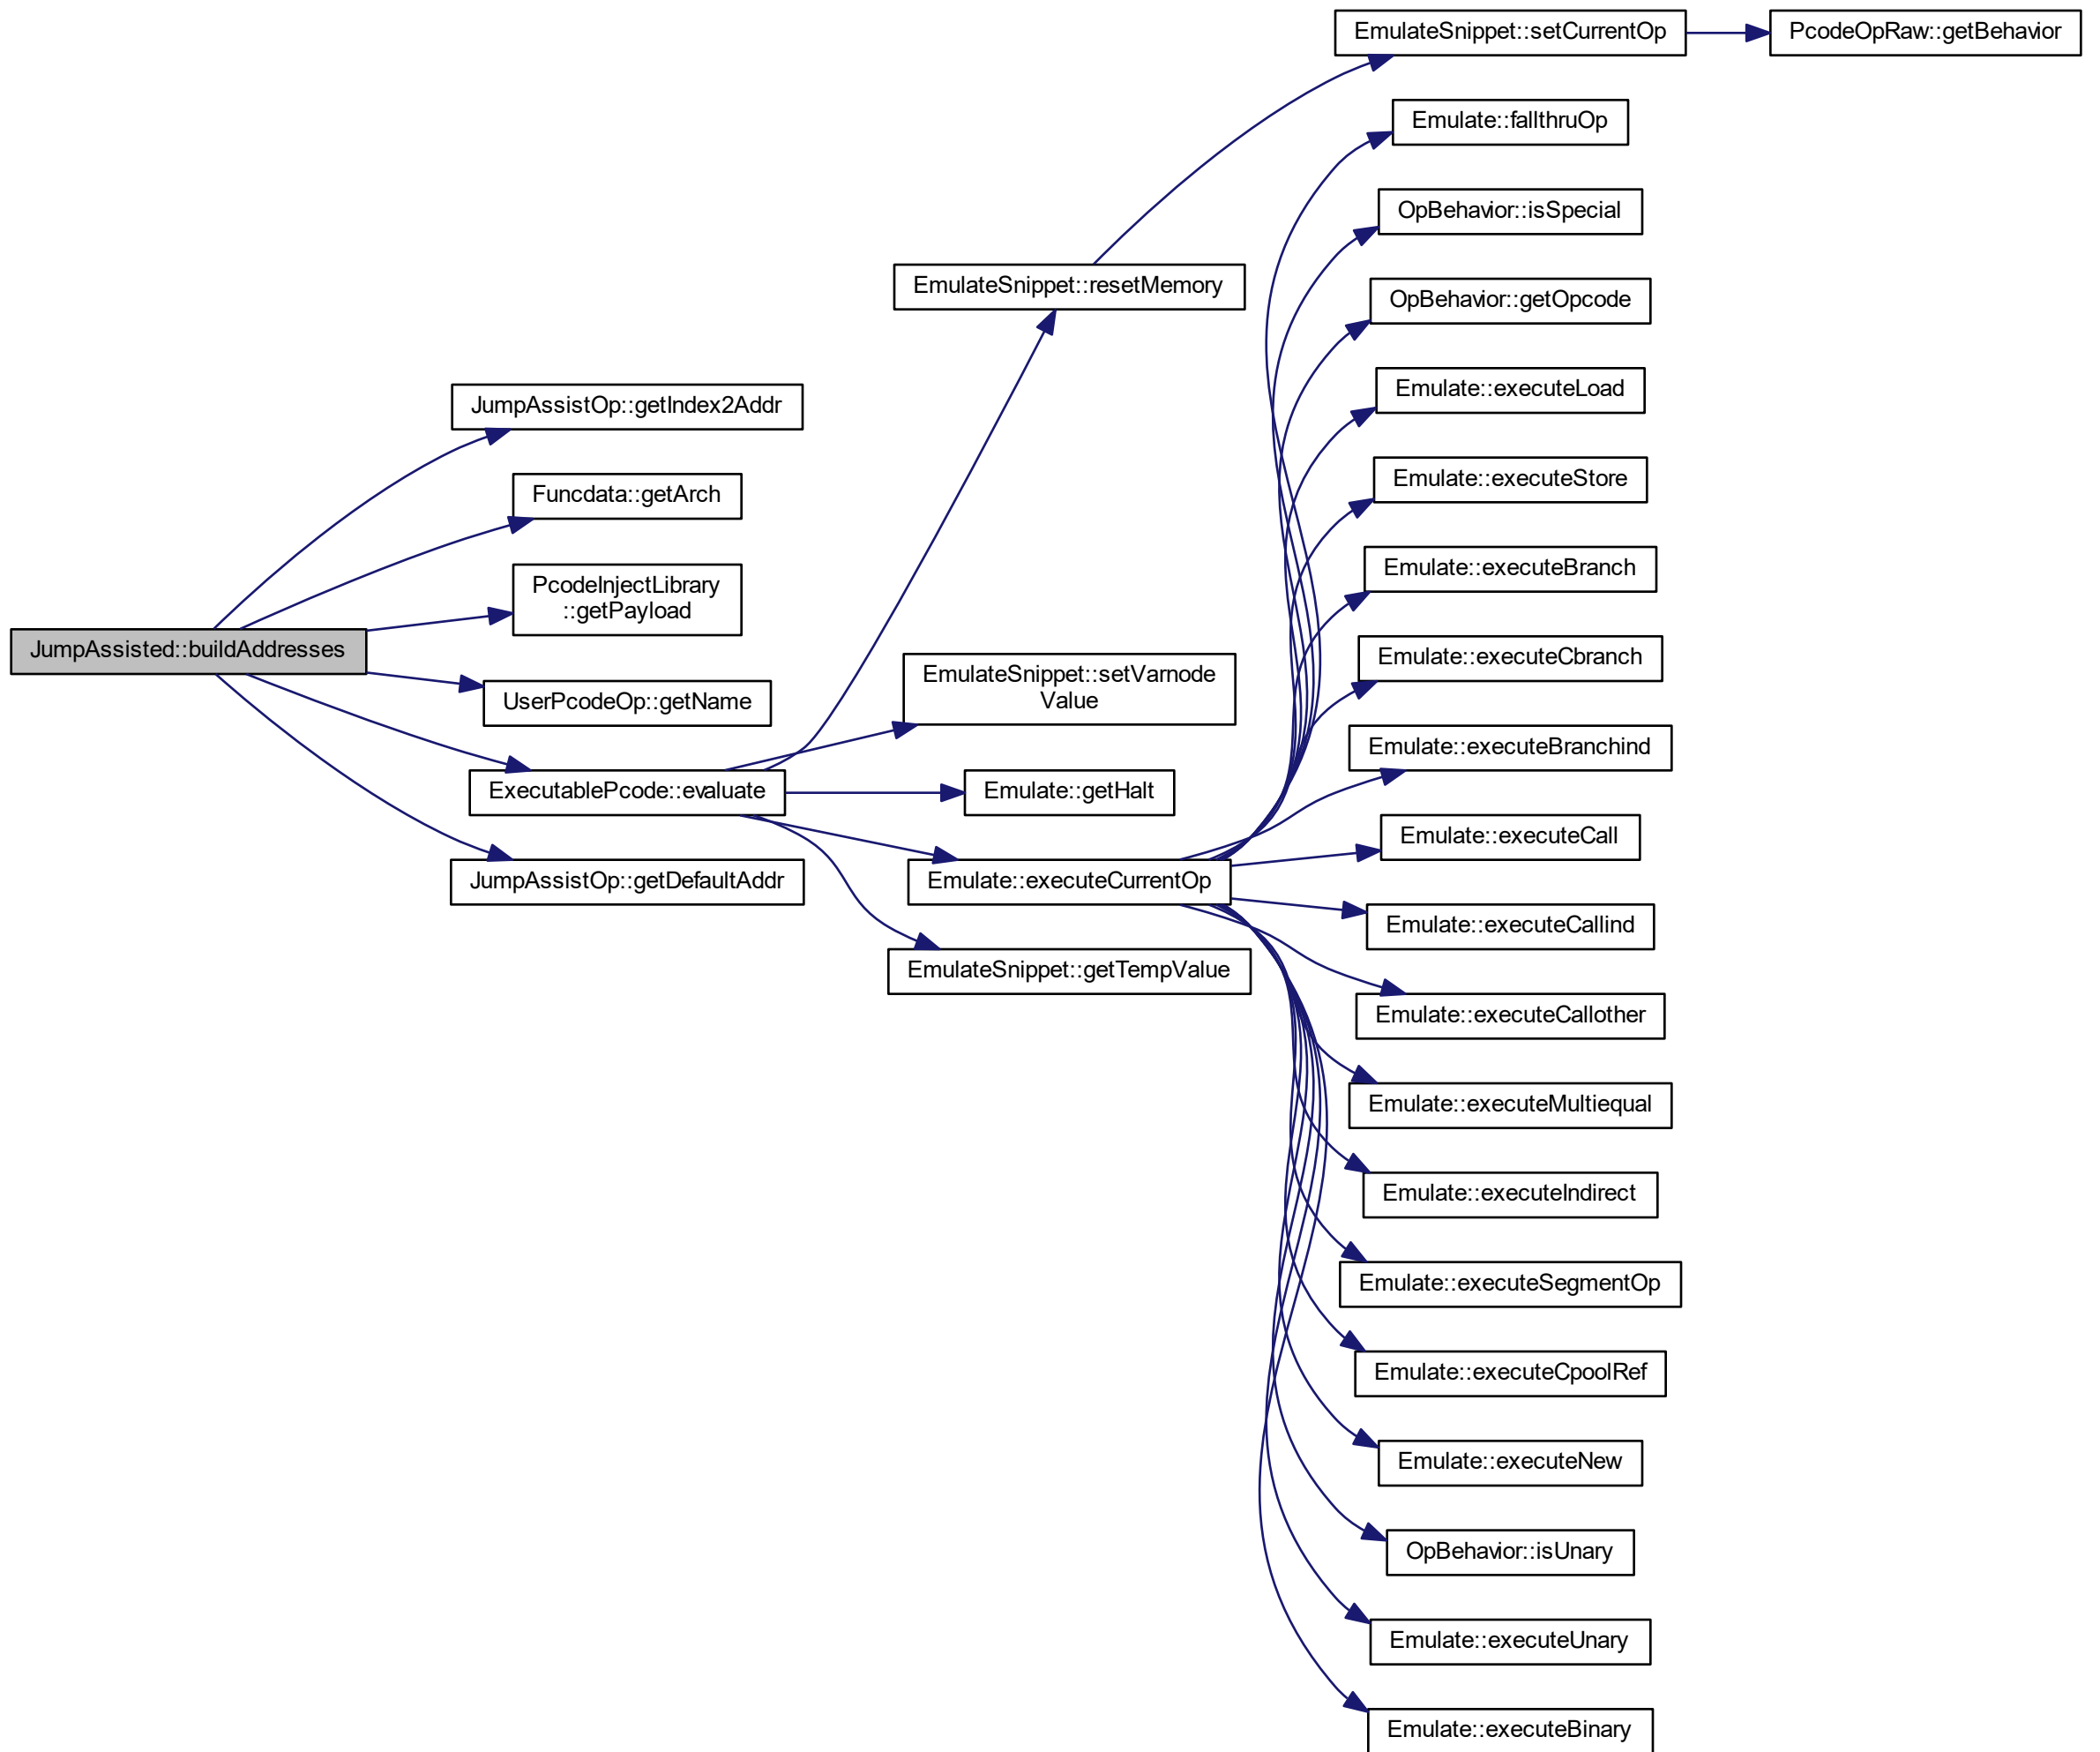 JumpAssisted::buildAddresses
JumpAssistOp::getIndex2Addr
Funcdata::getArch
PcodeInjectLibrary
::getPayload
UserPcodeOp::getName
ExecutablePcode::evaluate
JumpAssistOp::getDefaultAddr
EmulateSnippet::resetMemory
EmulateSnippet::setVarnode
Value
Emulate::getHalt
Emulate::executeCurrentOp
EmulateSnippet::getTempValue
EmulateSnippet::setCurrentOp
PcodeOpRaw::getBehavior
Emulate::fallthruOp
OpBehavior::isSpecial
OpBehavior::getOpcode
Emulate::executeLoad
Emulate::executeStore
Emulate::executeBranch
Emulate::executeCbranch
Emulate::executeBranchind
Emulate::executeCall
Emulate::executeCallind
Emulate::executeCallother
Emulate::executeMultiequal
Emulate::executeIndirect
Emulate::executeSegmentOp
Emulate::executeCpoolRef
Emulate::executeNew
OpBehavior::isUnary
Emulate::executeUnary
Emulate::executeBinary